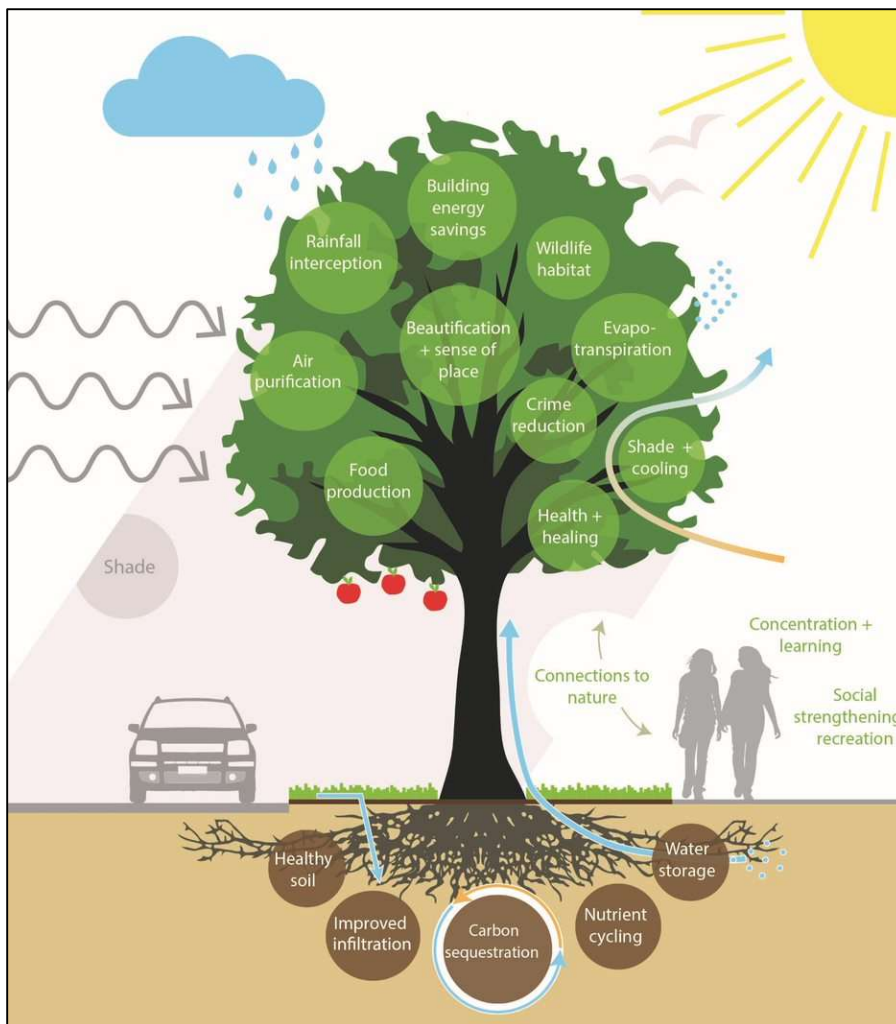 Building
energy
savings
Rainfall
interception
Wildlife
habitat
Beautification
+ sense of
place
Evapo-
transpiration
Air
purification
Crime
reduction
Shade +
cooling
Food
production
Health +
healing
Shade
Concentration +
learning
Connections to
nature
Social
strengthening
recreation
Healthy
soil
Water
storage
Improved
infiltration
Carbon
sequestration
Nutrient
cycling